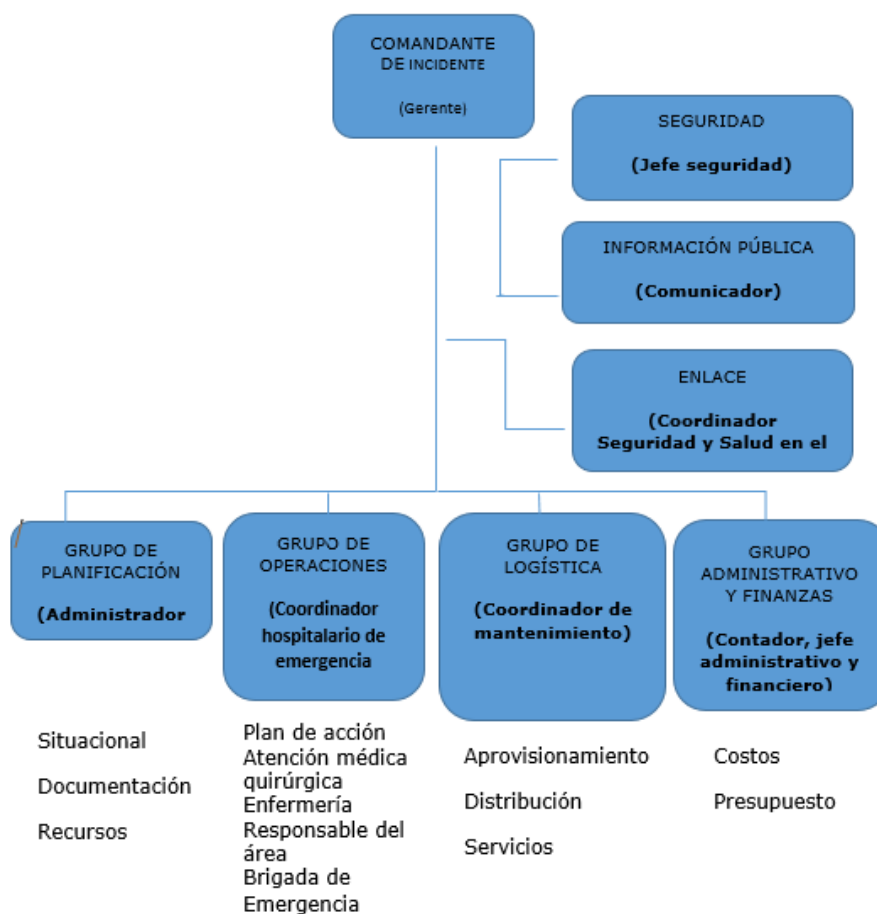 COMANDANTE
DE INCIDENTE
(Gerente)
SEGURIDAD
(Jefe seguridad)
INFORMACIÓN PÚBLICA
(Comunicador)
ENLACE
(Coordinador
Seguridad y Salud en el
GRUPO DE
PLANIFICACIÓN
(Administrador
GRUPO DE
OPERACIONES
(Coordinador
hospitalario de
emergencia
GRUPO DE
LOGÍSTICA
(Coordinador de
mantenimiento)
GRUPO
ADMINISTRATIVO
Y FINANZAS
(Contador, jefe
administrativo y
financiero)
Situacional
Documentación
Recursos
Plan de acción
Atención médica
quirúrgica
Enfermería
Responsable del
área
Brigada de
Emergencia
Aprovisionamiento
Distribución
Servicios
Costos
Presupuesto